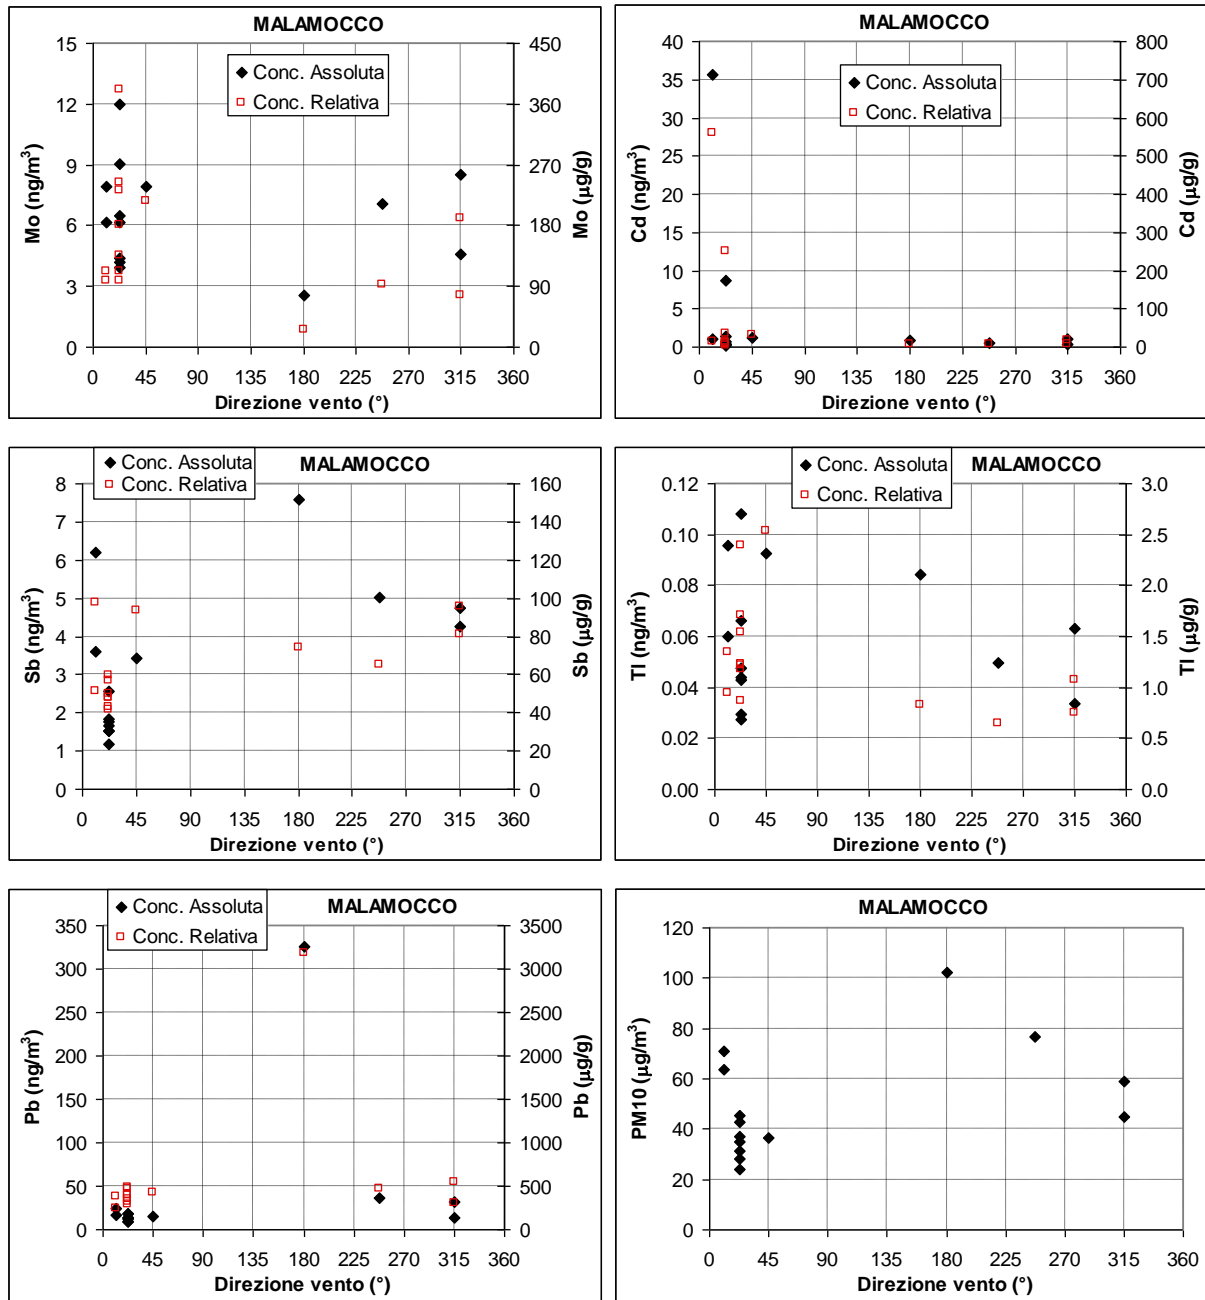 MALAMOCCO
Conc. Assoluta
Conc. Relativa
Mo (ng/m³)
Mo (µg/g)
15
12
9
6
3
0
450
360
270
180
90
0
0 45 90 135 180 225 270 315 360
Direzione vento (°)
MALAMOCCO
Conc. Assoluta
Conc. Relativa
Cd (ng/m³)
Cd (µg/g)
40
35
30
25
20
15
10
5
0
800
700
600
500
400
300
200
100
0
0 45 90 135 180 225 270 315 360
Direzione vento (°)
MALAMOCCO
Conc. Assoluta
Conc. Relativa
Sb (ng/m³)
Sb (µg/g)
8
7
6
5
4
3
2
1
0
160
140
120
100
80
60
40
20
0
0 45 90 135 180 225 270 315 360
Direzione vento (°)
MALAMOCCO
Conc. Assoluta
Conc. Relativa
Tl (ng/m³)
Tl (µg/g)
0.12
0.10
0.08
0.06
0.04
0.02
0.00
3.0
2.5
2.0
1.5
1.0
0.5
0.0
0 45 90 135 180 225 270 315 360
Direzione vento (°)
MALAMOCCO
Conc. Assoluta
Conc. Relativa
Pb (ng/m³)
Pb (µg/g)
350
300
250
200
150
100
50
0
3500
3000
2500
2000
1500
1000
500
0
0 45 90 135 180 225 270 315 360
Direzione vento (°)
MALAMOCCO
PM10 (µg/m³)
120
100
80
60
40
20
0
0 45 90 135 180 225 270 315 360
Direzione vento (°)